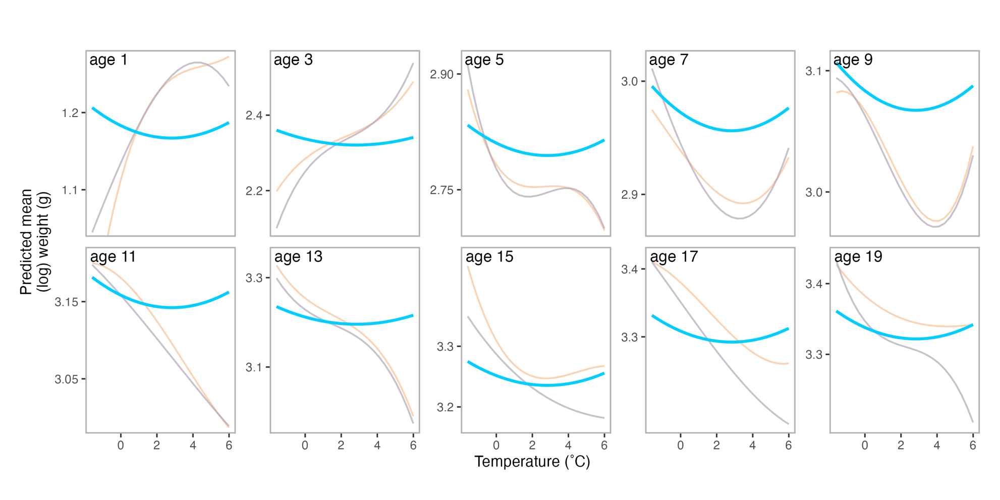 age 1
age 3
age 5
age 7
age 9
1.2
1.1
2.4
2.2
2.90
2.75
3.0
2.9
3.1
3.0
Predicted mean
(log) weight (g)
age 11
age 13
age 15
age 17
age 19
3.15
3.05
3.3
3.1
3.3
3.2
3.4
3.3
3.4
3.3
0 2 4 6
0 2 4 6
0 2 4 6
0 2 4 6
0 2 4 6
Temperature (˚C)